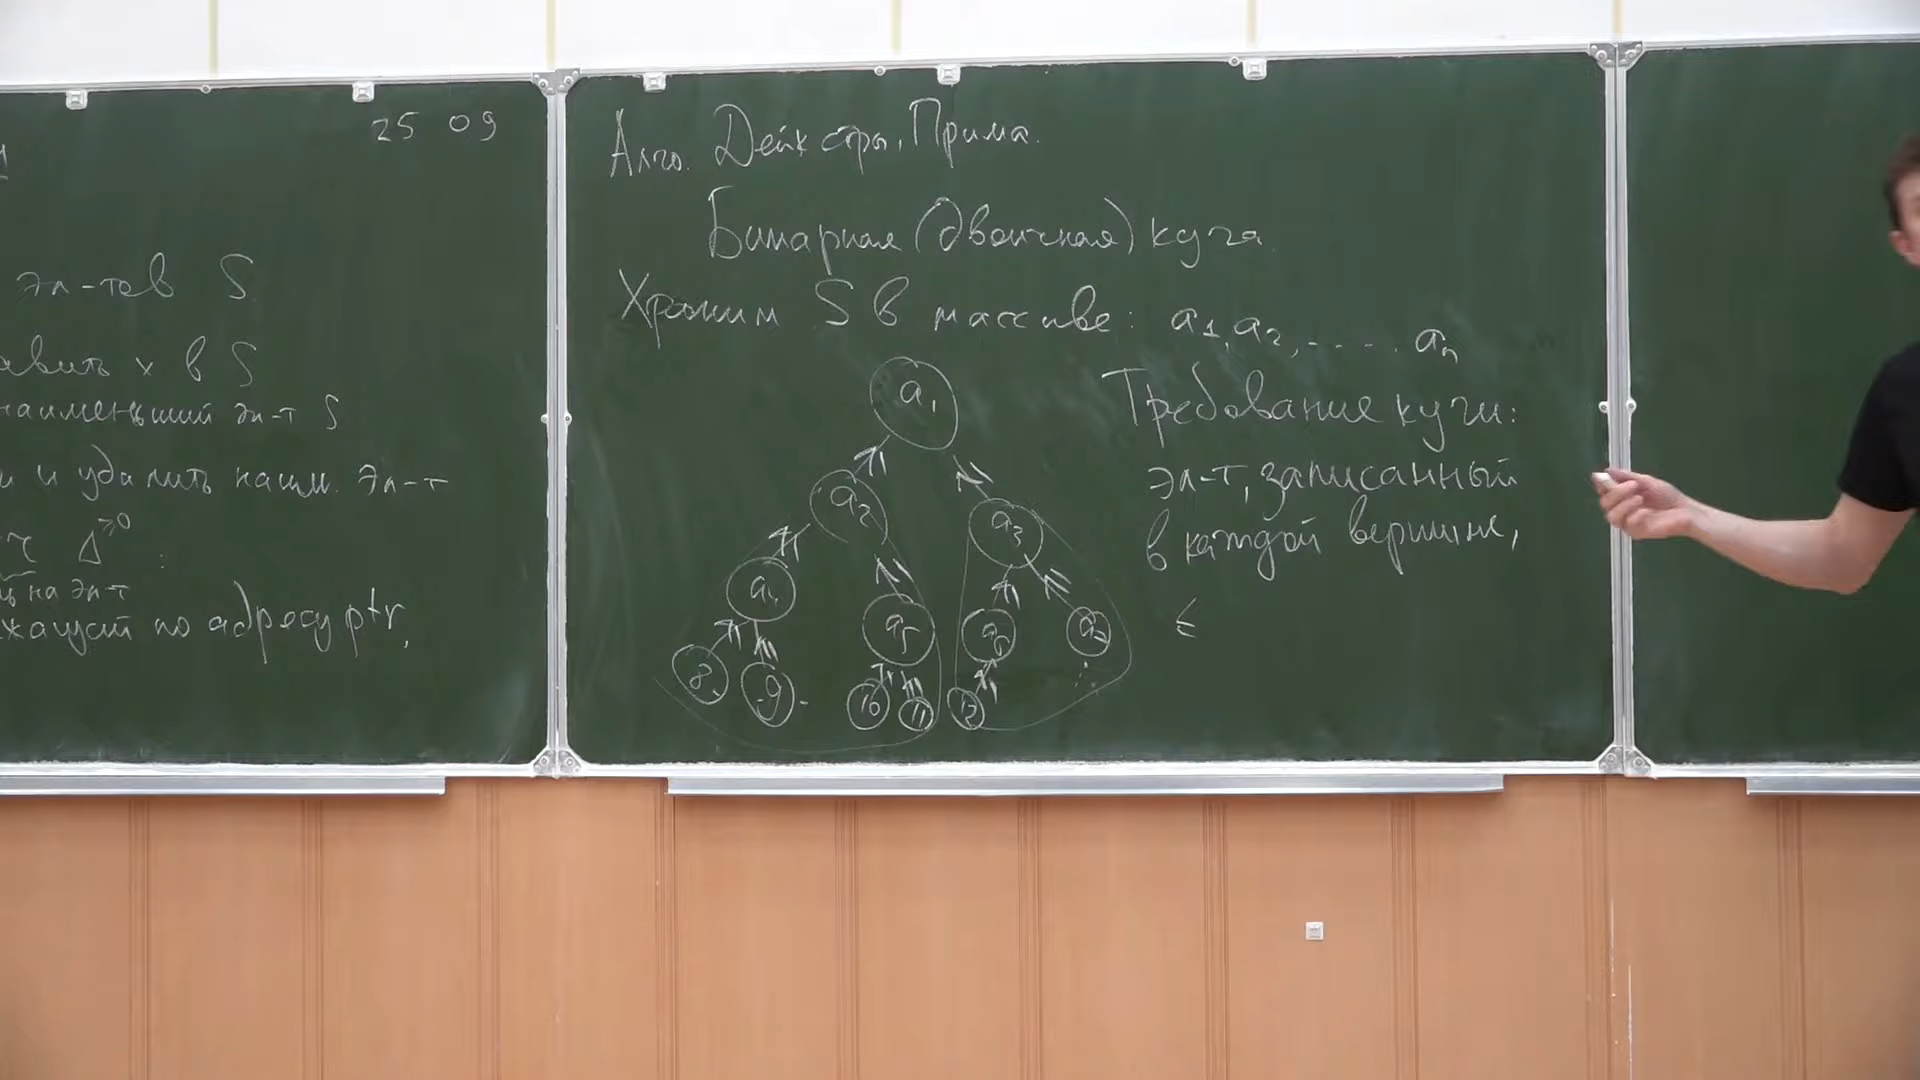 25 09
эл-тов S
авить x в S
наименьший эл-т S
и и удалить наим. эл-т
Δ≥0 :
на эл-т
жащий по адресу ptr,
Алго. Дейкстры, Прима.
Бинарная (двоичная) куча.
Храним S в массиве: a1, a2, ..... an
Требование кучи:
эл-т, записанный
в каждой вершине,
≤
a1
a2 a3
a4 a5 a6 a7
8 9 10 11